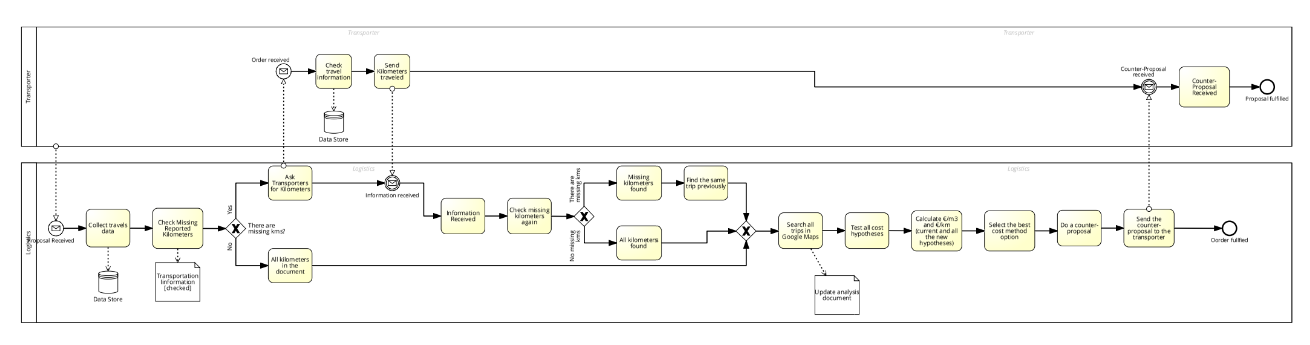 Transporter
Transporter
Transporter
Order received
Check
travel
information
Send
Kilometers
traveled
Data Store
Counter-Proposal
received
Counter-
Proposal
Received
Proposal fulfilled
Logistics
Logistics
Logistics
Proposal Received
Collect travels
data
Data Store
Check Missing
Reported
Kilometers
Transportation
Information
[checked]
Yes
No
There are
missing kms?
Ask
Transporters
for Kilometers
All kilometers
in the
document
Information received
Information
Received
Check missing
kilometers
again
There are
missing kms
No missing
kms
Missing
kilometers
found
Find the same
trip previously
All kilometers
found
Search all
trips in
Google Maps
Update analysis
document
Test all cost
hypotheses
Calculate €/m3
and €/km
(current and all
the new
hypotheses)
Select the best
cost method
option
Do a counter-
proposal
Send the
counter-
proposal to the
transporter
Oorder fullfled